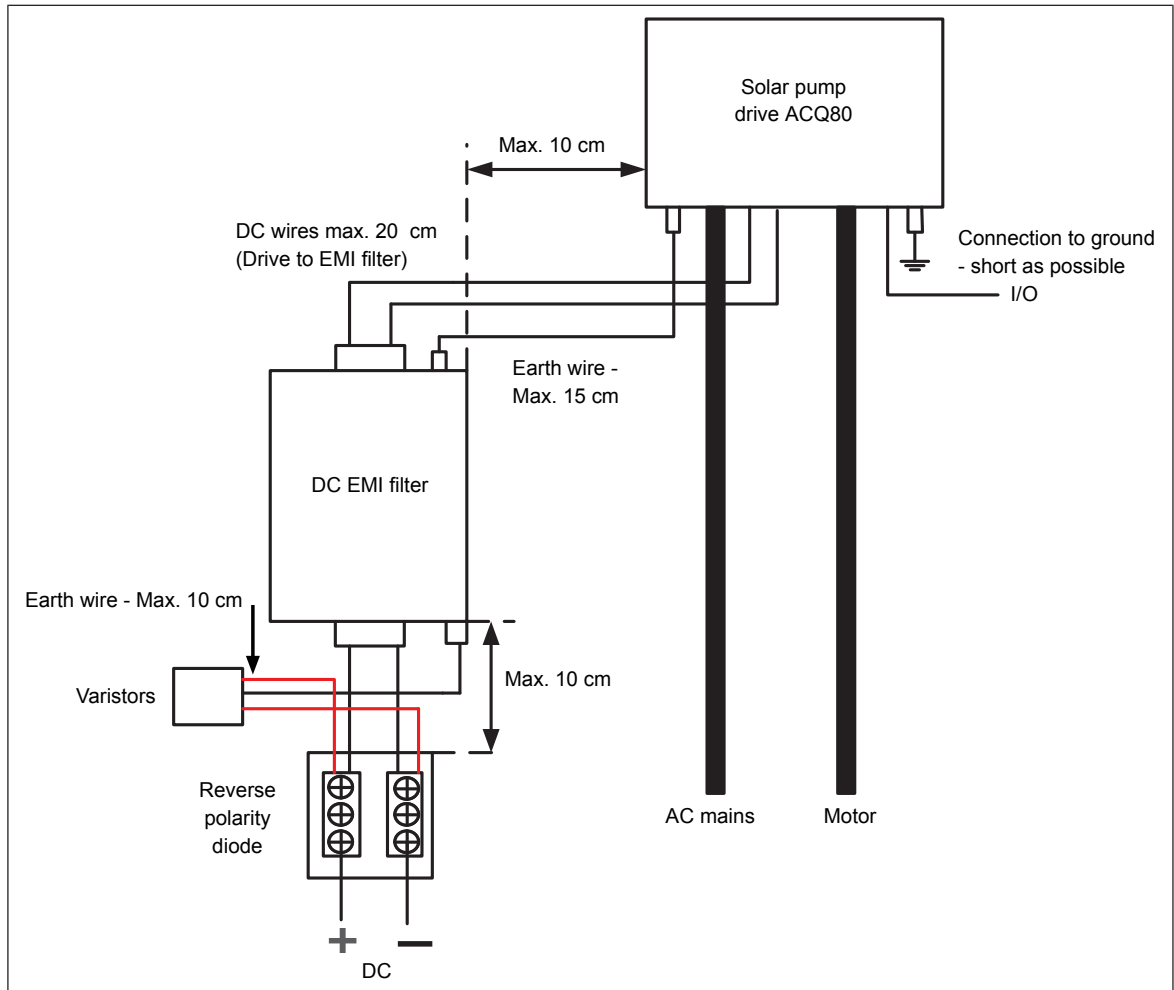 Solar pump
drive ACQ80
Max. 10 cm
DC wires max. 20 cm
(Drive to EMI filter)
Connection to ground
- short as possible
I/O
Earth wire -
Max. 15 cm
DC EMI filter
Earth wire - Max. 10 cm
Varistors
Max. 10 cm
Reverse
polarity
diode
AC mains
Motor
+ —
DC